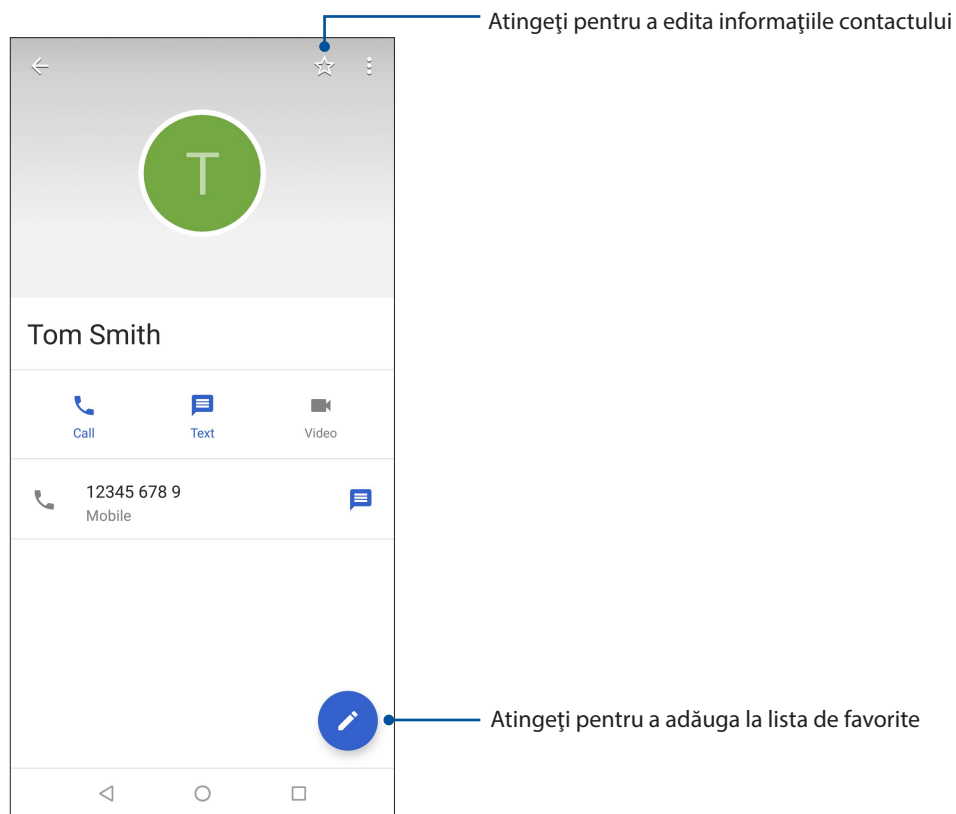 Atingeţi pentru a edita informaţiile contactului
T
Tom Smith
Call Text Video
12345 678 9
Mobile
Atingeţi pentru a adăuga la lista de favorite